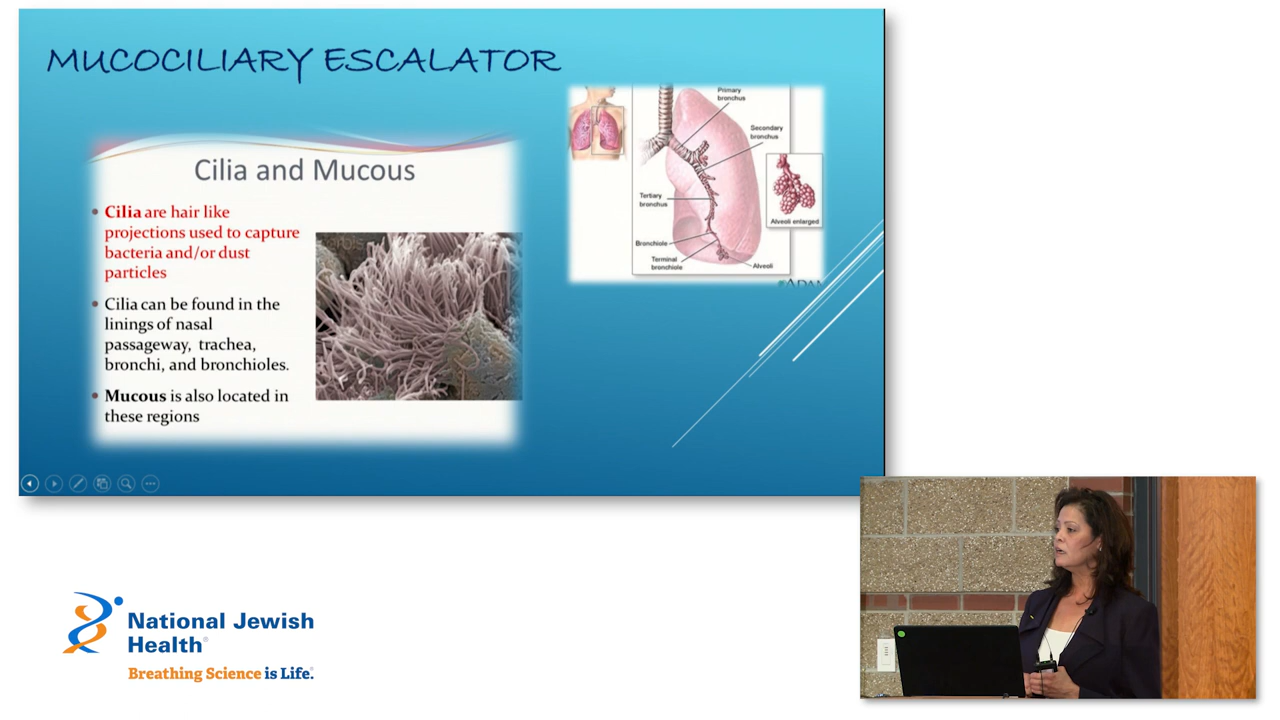 MUCOCILIARY ESCALATOR
Cilia and Mucous
• Cilia are hair like
projections used to capture
bacteria and/or dust
particles
• Cilia can be found in the
linings of nasal
passageway, trachea,
bronchi, and bronchioles.
• Mucous is also located in
these regions
Primary
bronchus
Secondary
bronchus
Tertiary
bronchus
Alveoli enlarged
Bronchiole
Terminal
bronchiole
Alveoli
National Jewish
Health®
Breathing Science is Life.®